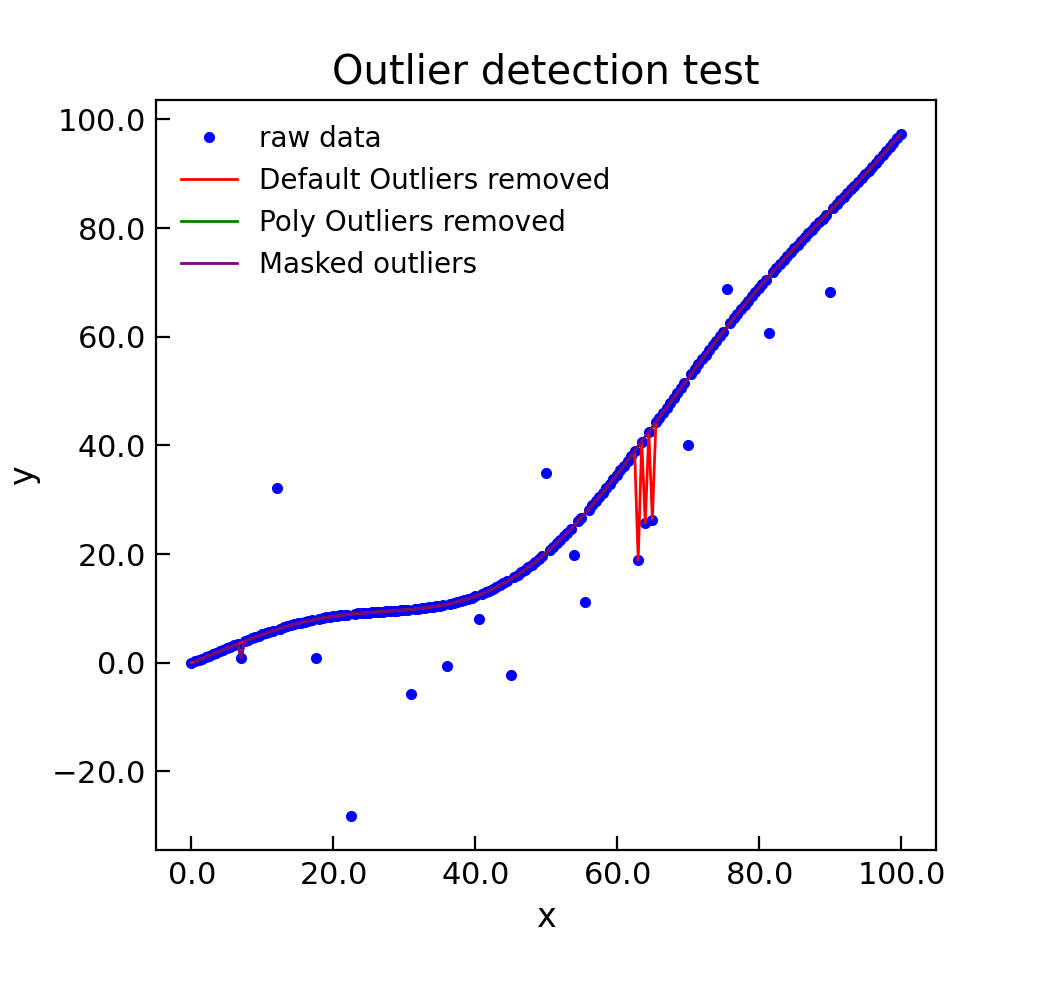 Outlier detection test
100.0
80.0
60.0
40.0
20.0
0.0
−20.0
raw data
Default Outliers removed
Poly Outliers removed
Masked outliers
y
0.0 20.0 40.0 60.0 80.0 100.0
x